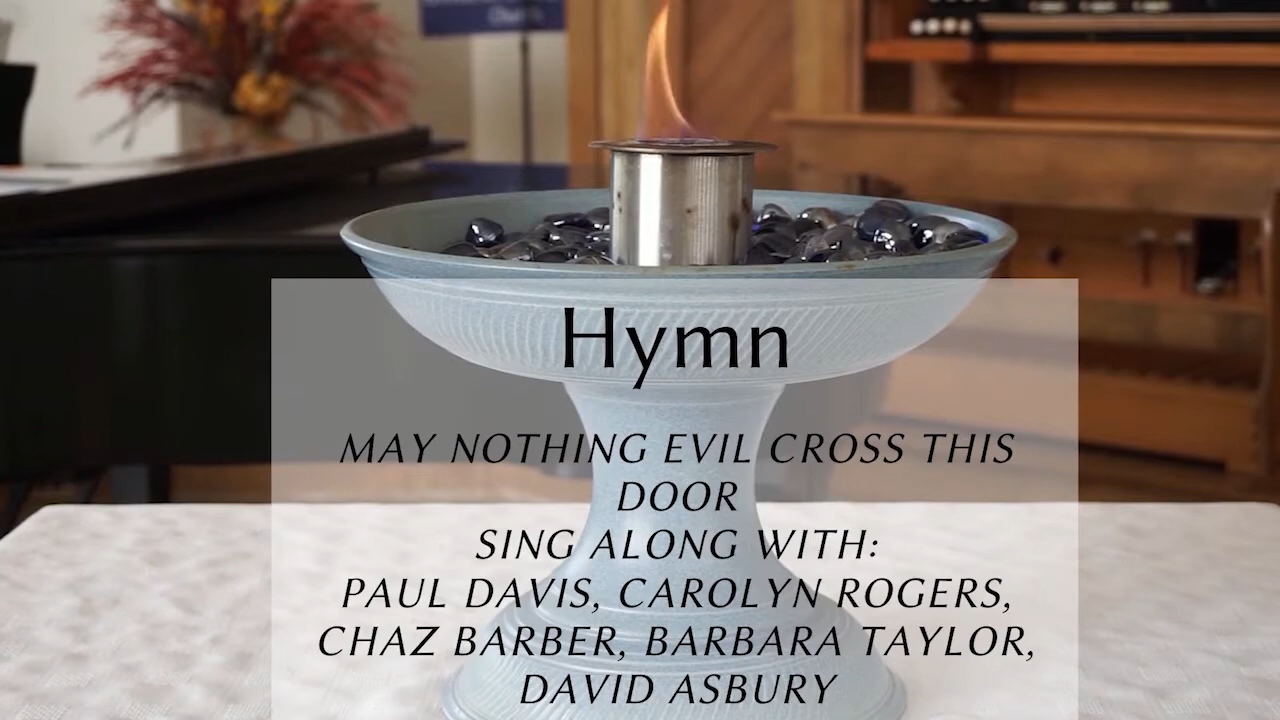 Hymn
MAY NOTHING EVIL CROSS THIS
DOOR
SING ALONG WITH:
PAUL DAVIS, CAROLYN ROGERS,
CHAZ BARBER, BARBARA TAYLOR,
DAVID ASBURY